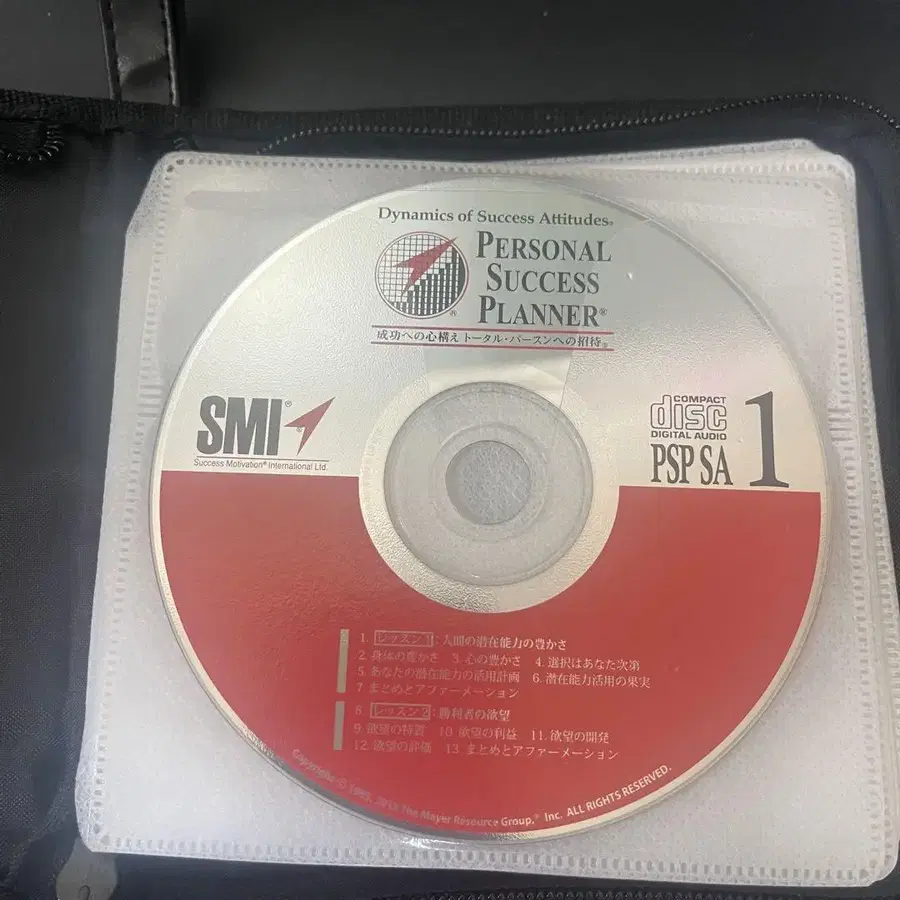 Dynamics of Success Attitudes®
PERSONAL
SUCCESS
PLANNER®
成功への心構え トータル・パースンへの招待®
SMI®
Success Motivation® International Ltd.
COMPACT
disc
DIGITAL AUDIO
PSP SA 1
1. レッスン1：人間の潜在能力の豊かさ
2. 身体の豊かさ 3. 心の豊かさ 4. 選択はあなた次第
5. あなたの潜在能力の活用計画 6. 潜在能力活用の果実
7 まとめとアファーメーション
8. レッスン2：勝利者の欲望
9. 欲望の特質 10. 欲望の利益 11. 欲望の開発
12. 欲望の評価 13. まとめとアファーメーション
Copyright © The Meyer Resource Group,® Inc. ALL RIGHTS RESERVED.